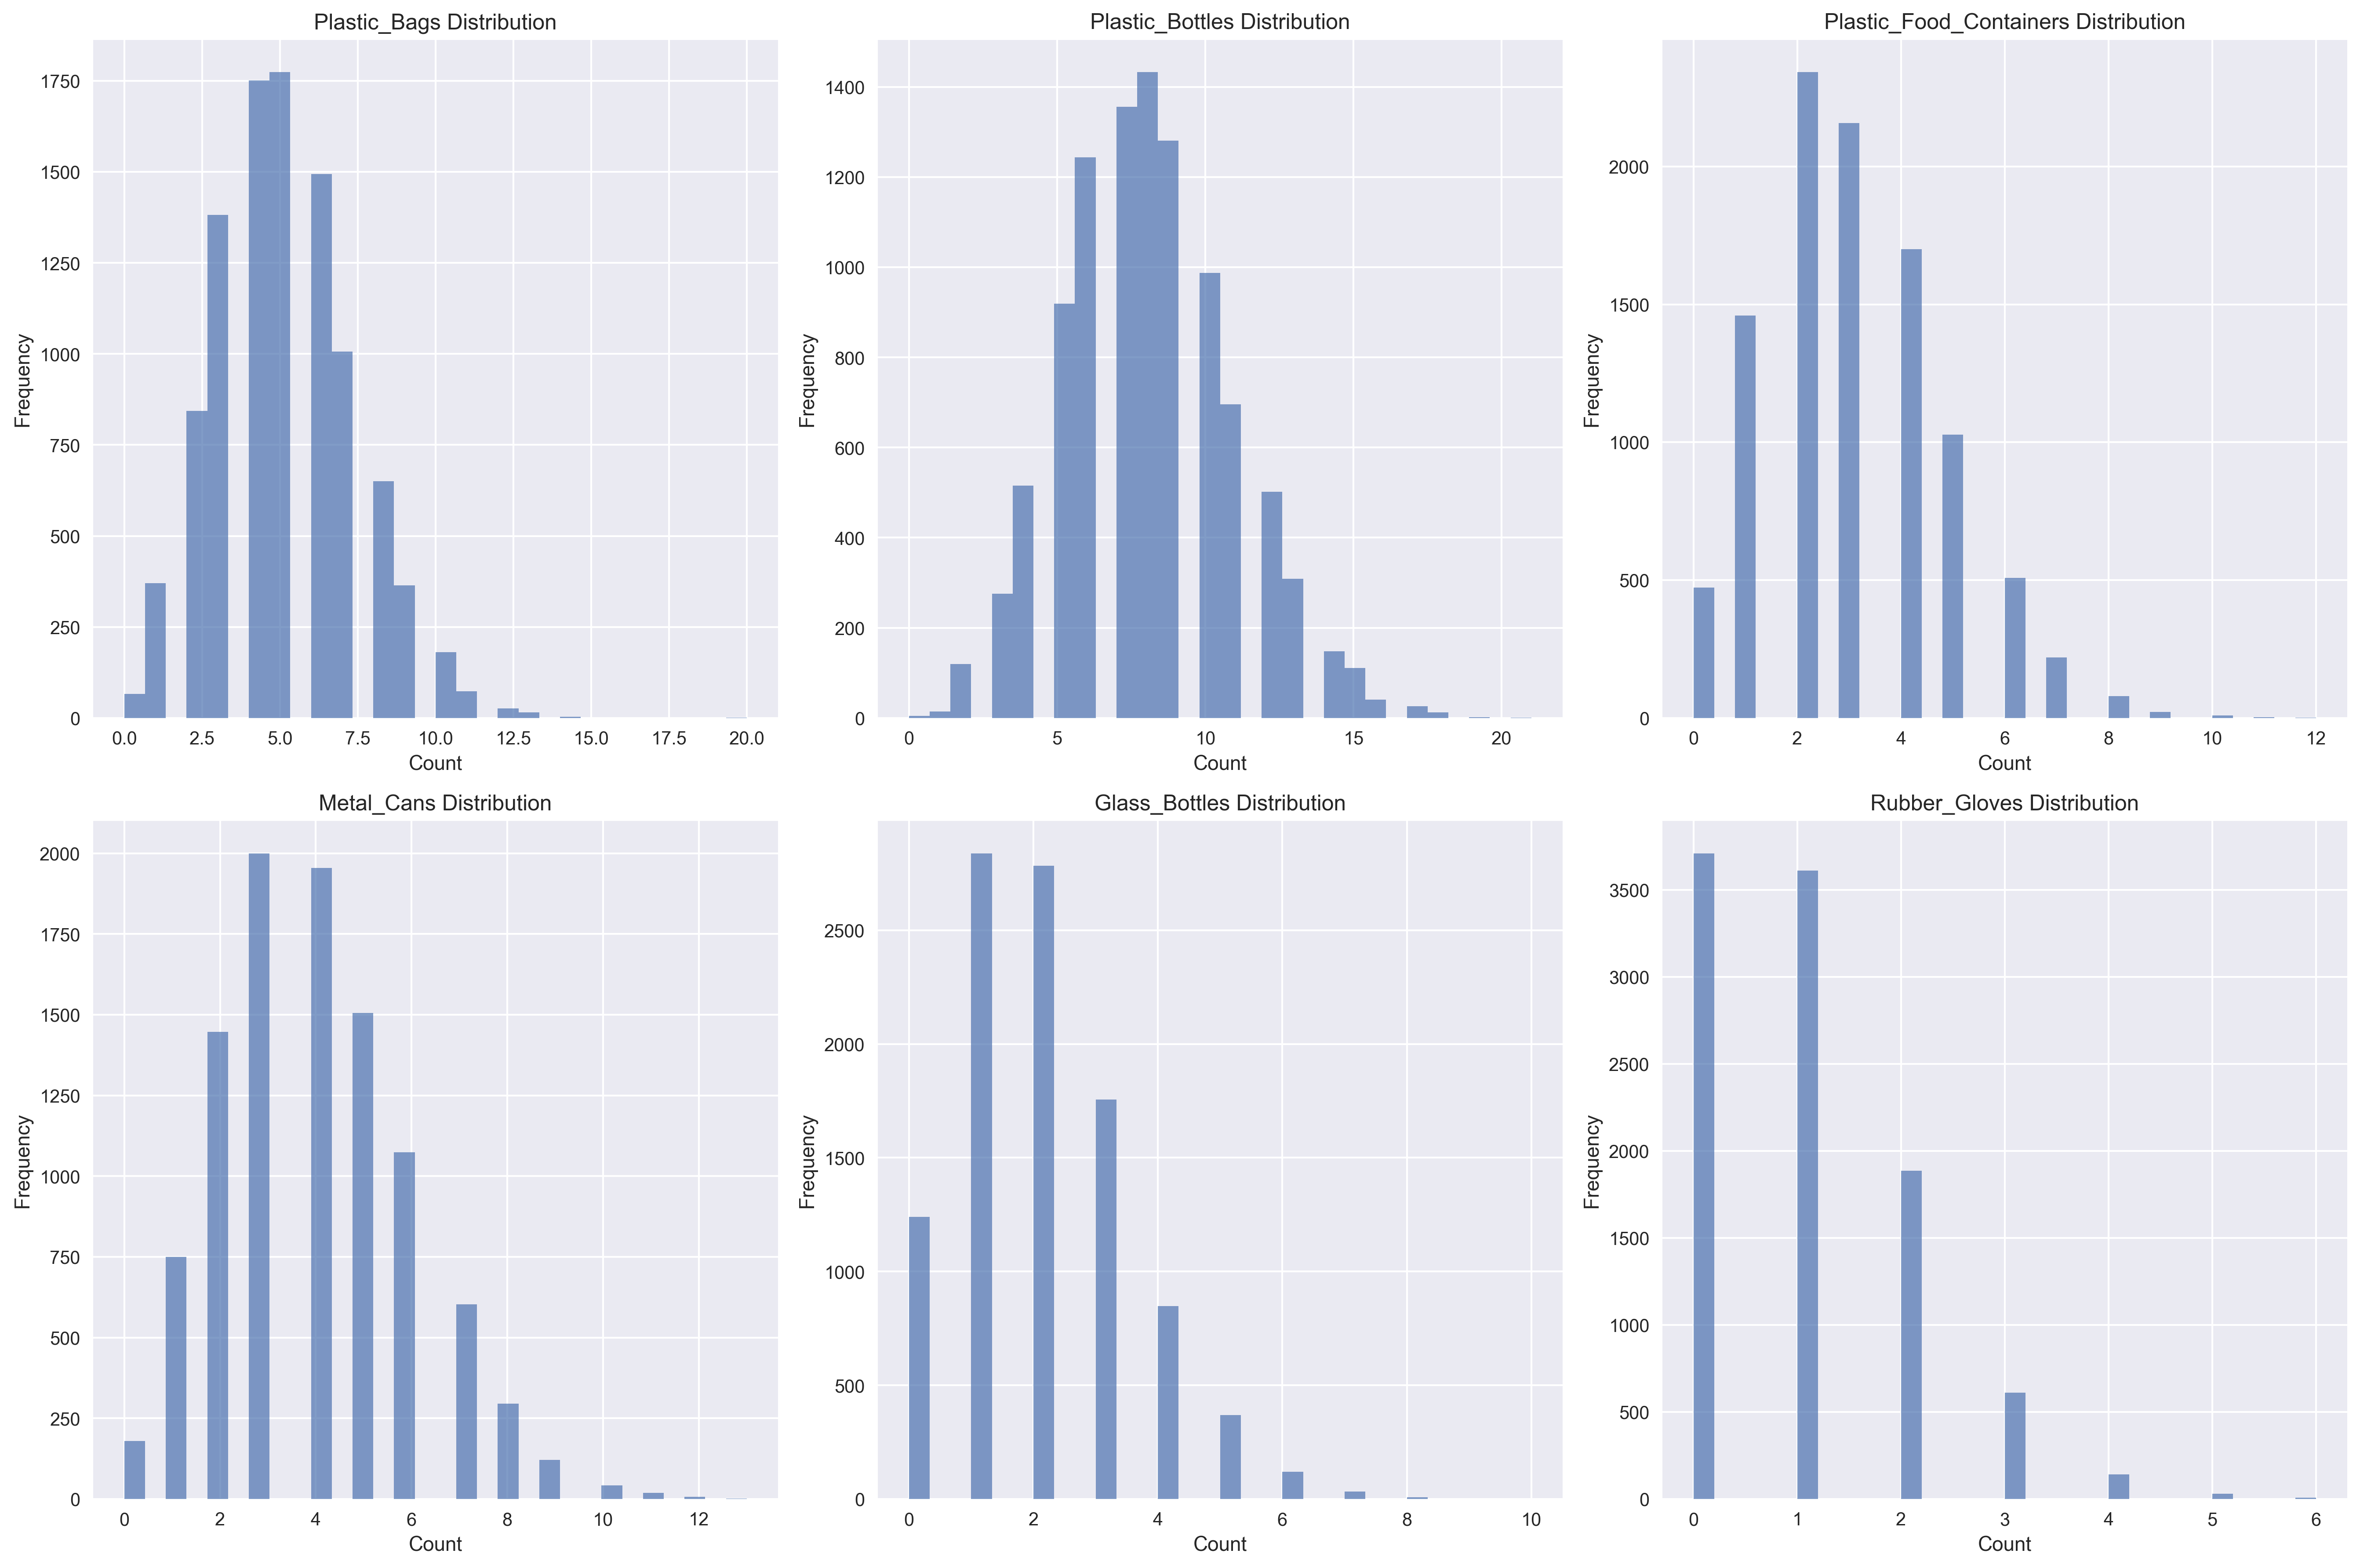 Plastic_Bags Distribution
Frequency
1750
1500
1250
1000
750
500
250
0
0.0 2.5 5.0 7.5 10.0 12.5 15.0 17.5 20.0
Count
Plastic_Bottles Distribution
Frequency
1400
1200
1000
800
600
400
200
0
0 5 10 15 20
Count
Plastic_Food_Containers Distribution
Frequency
2000
1500
1000
500
0
0 2 4 6 8 10 12
Count
Metal_Cans Distribution
Frequency
2000
1750
1500
1250
1000
750
500
250
0
0 2 4 6 8 10 12
Count
Glass_Bottles Distribution
Frequency
2500
2000
1500
1000
500
0
0 2 4 6 8 10
Count
Rubber_Gloves Distribution
Frequency
3500
3000
2500
2000
1500
1000
500
0
0 1 2 3 4 5 6
Count